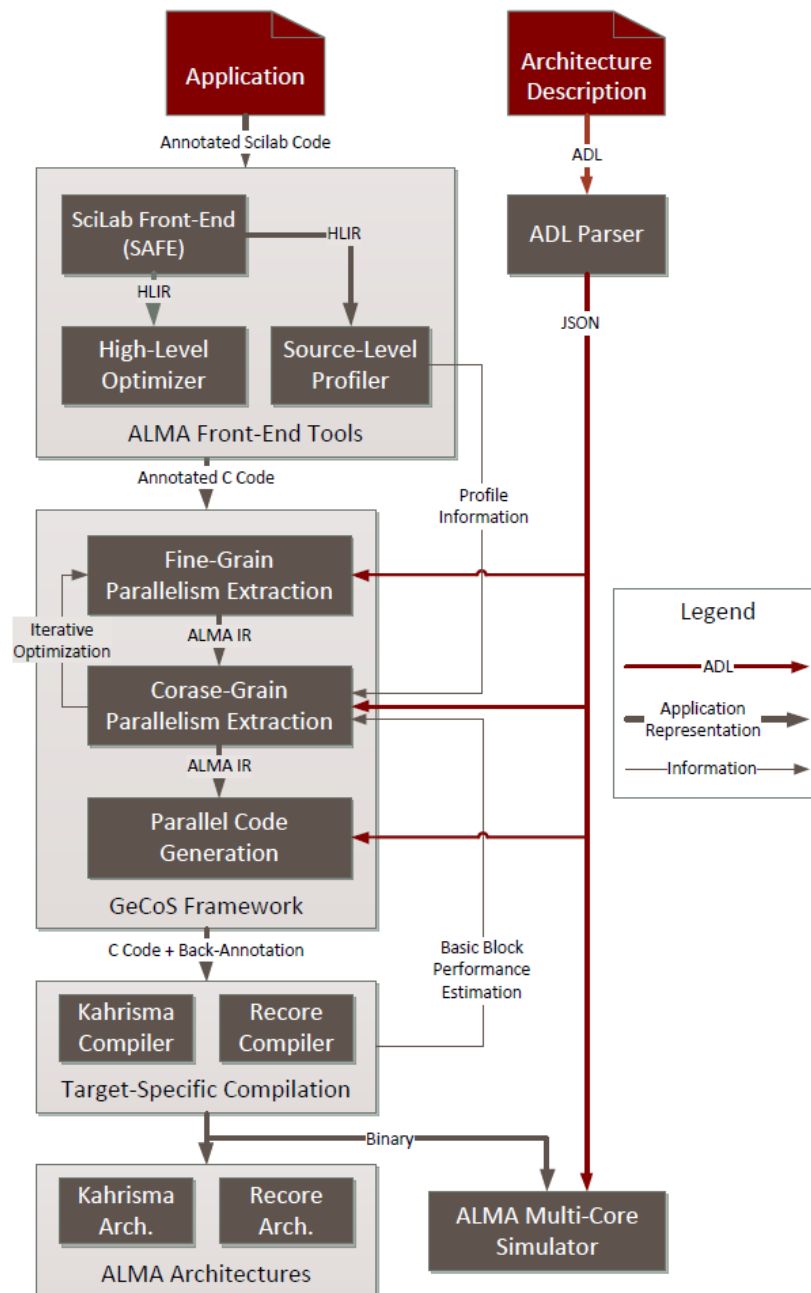 Application
Architecture
Description
Annotated Scilab Code
ADL
SciLab Front-End
(SAFE)
HLIR
ADL Parser
HLIR
JSON
High-Level
Optimizer
Source-Level
Profiler
ALMA Front-End Tools
Annotated C Code
Profile
Information
Fine-Grain
Parallelism Extraction
Iterative
Optimization
ALMA IR
Corase-Grain
Parallelism Extraction
ALMA IR
Parallel Code
Generation
GeCoS Framework
Legend
ADL
Application
Representation
Information
C Code + Back-Annotation
Basic Block
Performance
Estimation
Kahrisma
Compiler
Recore
Compiler
Target-Specific Compilation
Binary
Kahrisma
Arch.
Recore
Arch.
ALMA Architectures
ALMA Multi-Core
Simulator